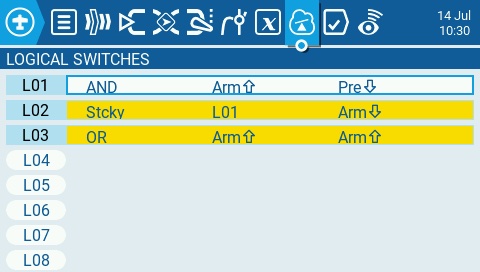 14 Jul
10:30
LOGICAL SWITCHES
L01 AND Arm⇧ Pre⇩
L02 Stcky L01 Arm⇩
L03 OR Arm⇧ Arm⇧
L04
L05
L06
L07
L08